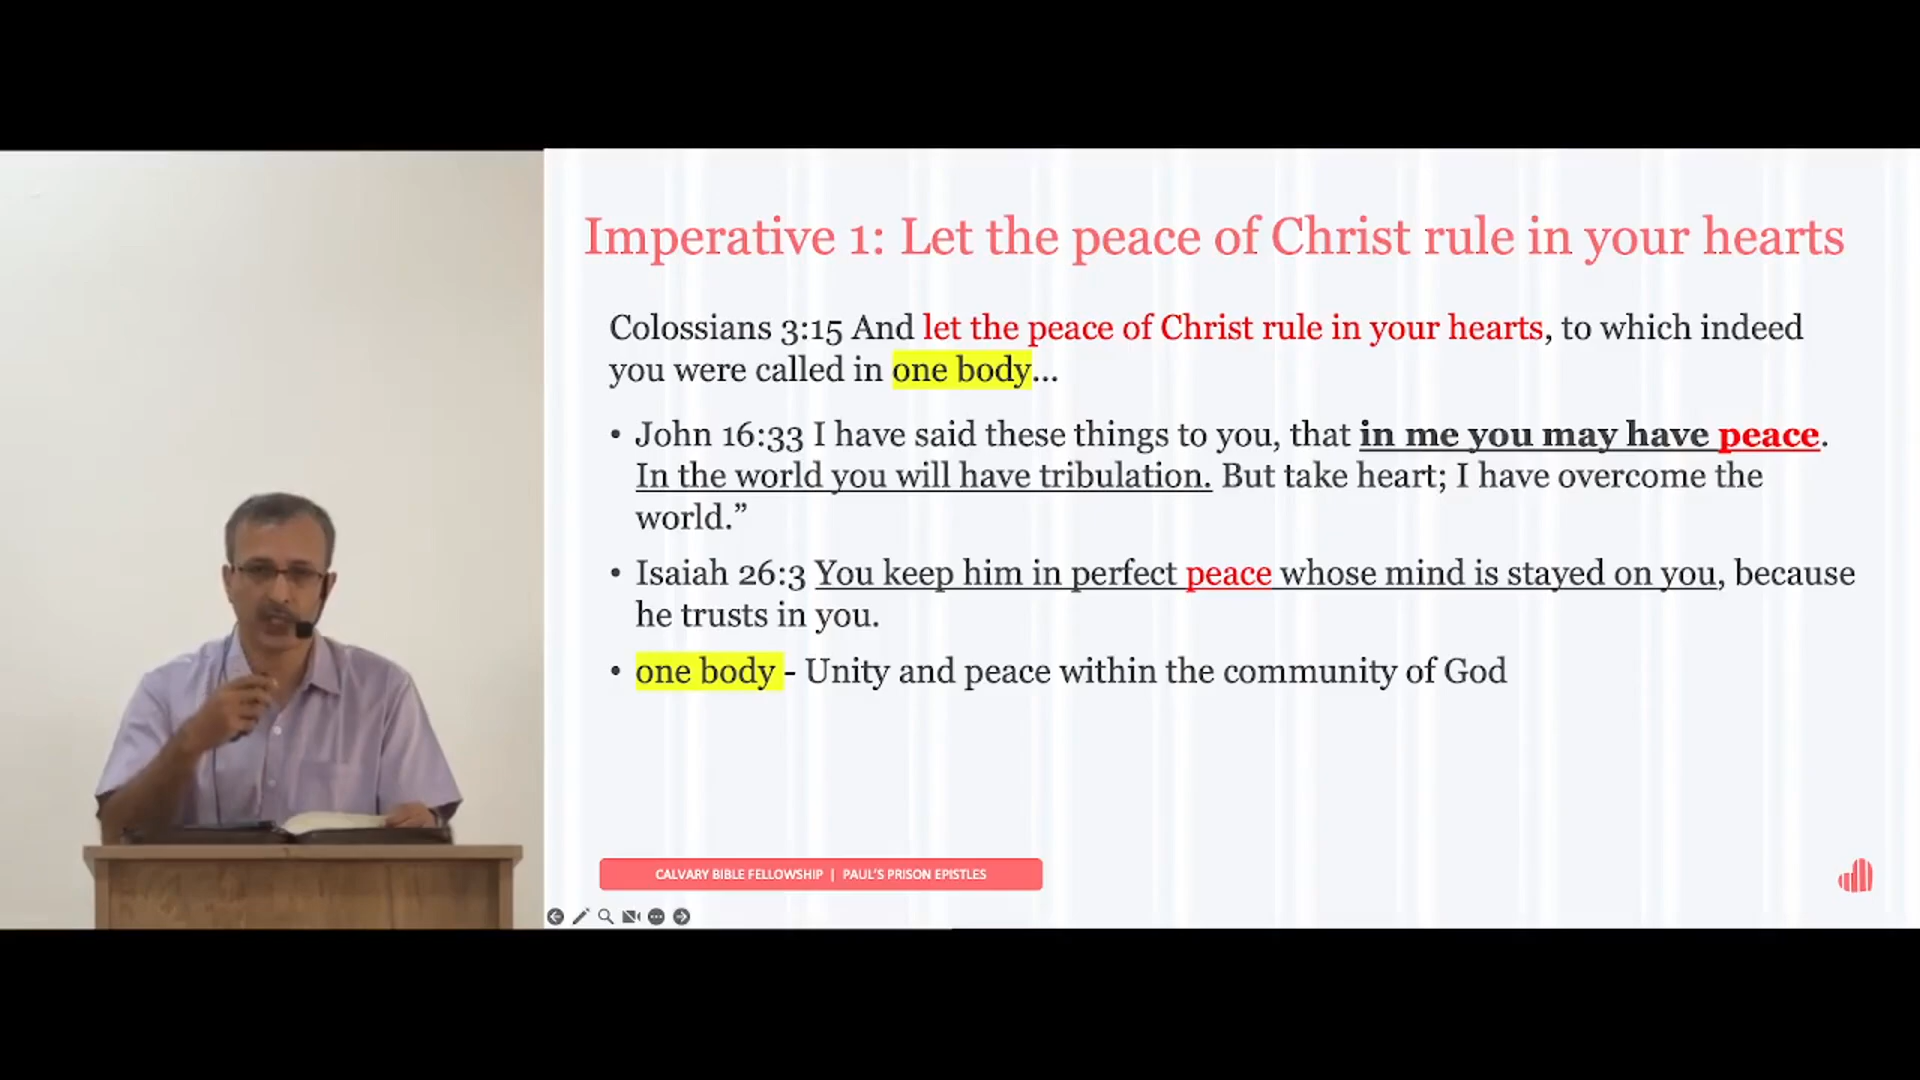 Imperative 1: Let the peace of Christ rule in your hearts
Colossians 3:15 And let the peace of Christ rule in your hearts, to which indeed
you were called in one body...
• John 16:33 I have said these things to you, that in me you may have peace.
In the world you will have tribulation. But take heart; I have overcome the
world.”
• Isaiah 26:3 You keep him in perfect peace whose mind is stayed on you, because
he trusts in you.
• one body - Unity and peace within the community of God
CALVARY BIBLE FELLOWSHIP | PAUL'S PRISON EPISTLES